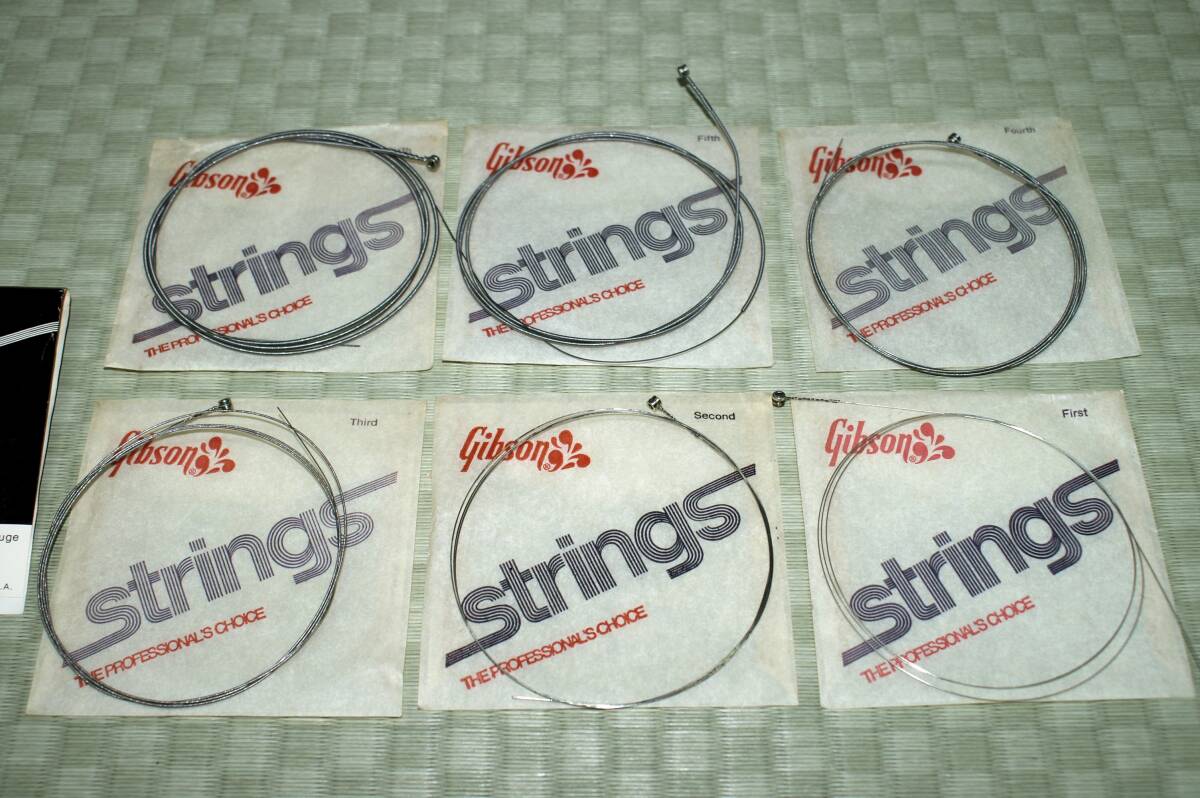 Gibson
strings
THE PROFESSIONAL'S CHOICE
Fifth
Gibson
strings
THE PROFESSIONAL'S CHOICE
Fourth
Gibson
strings
THE PROFESSIONAL'S CHOICE
Third
Gibson
strings
THE PROFESSIONAL'S CHOICE
Second
Gibson®
strings
THE PROFESSIONAL'S CHOICE
First
Gibson®
strings
THE PROFESSIONAL'S CHOICE
uge
.A.